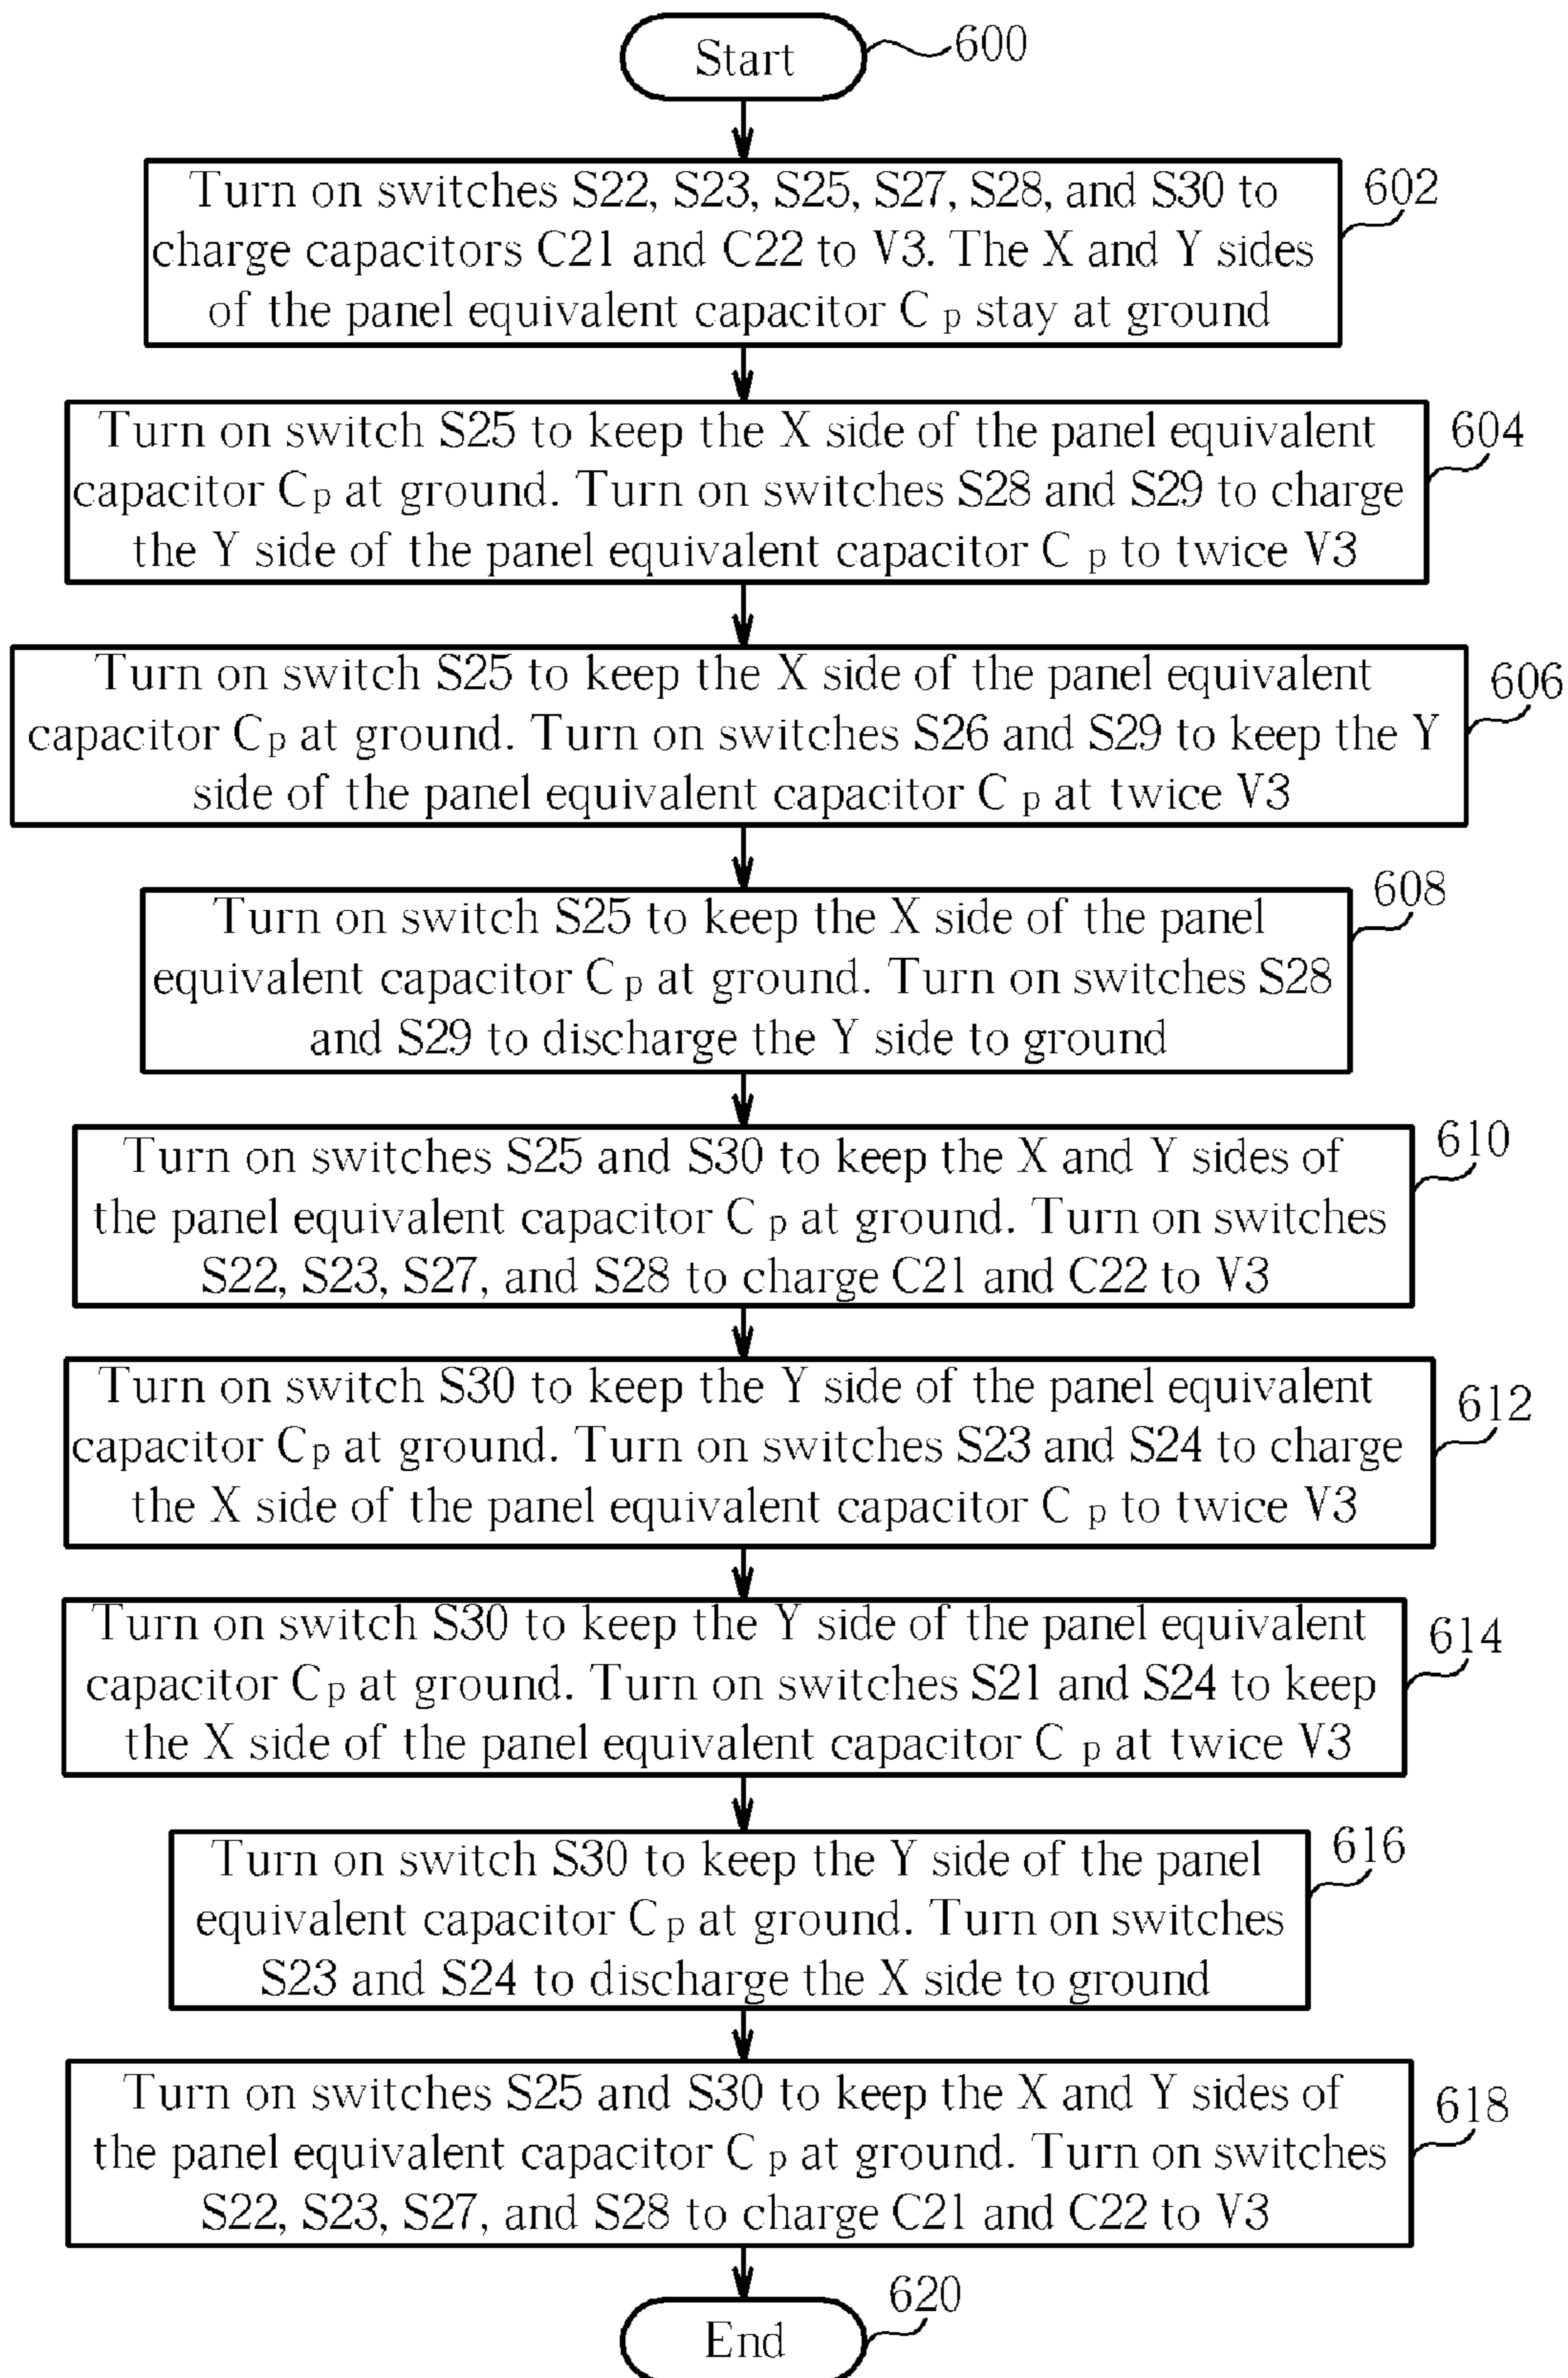 Start
600
Turn on switches S22, S23, S25, S27, S28, and S30 to
charge capacitors C21 and C22 to V3. The X and Y sides
of the panel equivalent capacitor C p stay at ground
602
Turn on switch S25 to keep the X side of the panel equivalent
capacitor Cp at ground. Turn on switches S28 and S29 to charge
the Y side of the panel equivalent capacitor C p to twice V3
604
Turn on switch S25 to keep the X side of the panel equivalent
capacitor Cp at ground. Turn on switches S26 and S29 to keep the Y
side of the panel equivalent capacitor C p at twice V3
606
Turn on switch S25 to keep the X side of the panel
equivalent capacitor C p at ground. Turn on switches S28
and S29 to discharge the Y side to ground
608
Turn on switches S25 and S30 to keep the X and Y sides of
the panel equivalent capacitor C p at ground. Turn on switches
S22, S23, S27, and S28 to charge C21 and C22 to V3
610
Turn on switch S30 to keep the Y side of the panel equivalent
capacitor Cp at ground. Turn on switches S23 and S24 to charge
the X side of the panel equivalent capacitor C p to twice V3
612
Turn on switch S30 to keep the Y side of the panel equivalent
capacitor Cp at ground. Turn on switches S21 and S24 to keep
the X side of the panel equivalent capacitor C p at twice V3
614
Turn on switch S30 to keep the Y side of the panel
equivalent capacitor C p at ground. Turn on switches
S23 and S24 to discharge the X side to ground
616
Turn on switches S25 and S30 to keep the X and Y sides of
the panel equivalent capacitor C p at ground. Turn on switches
S22, S23, S27, and S28 to charge C21 and C22 to V3
618
End
620